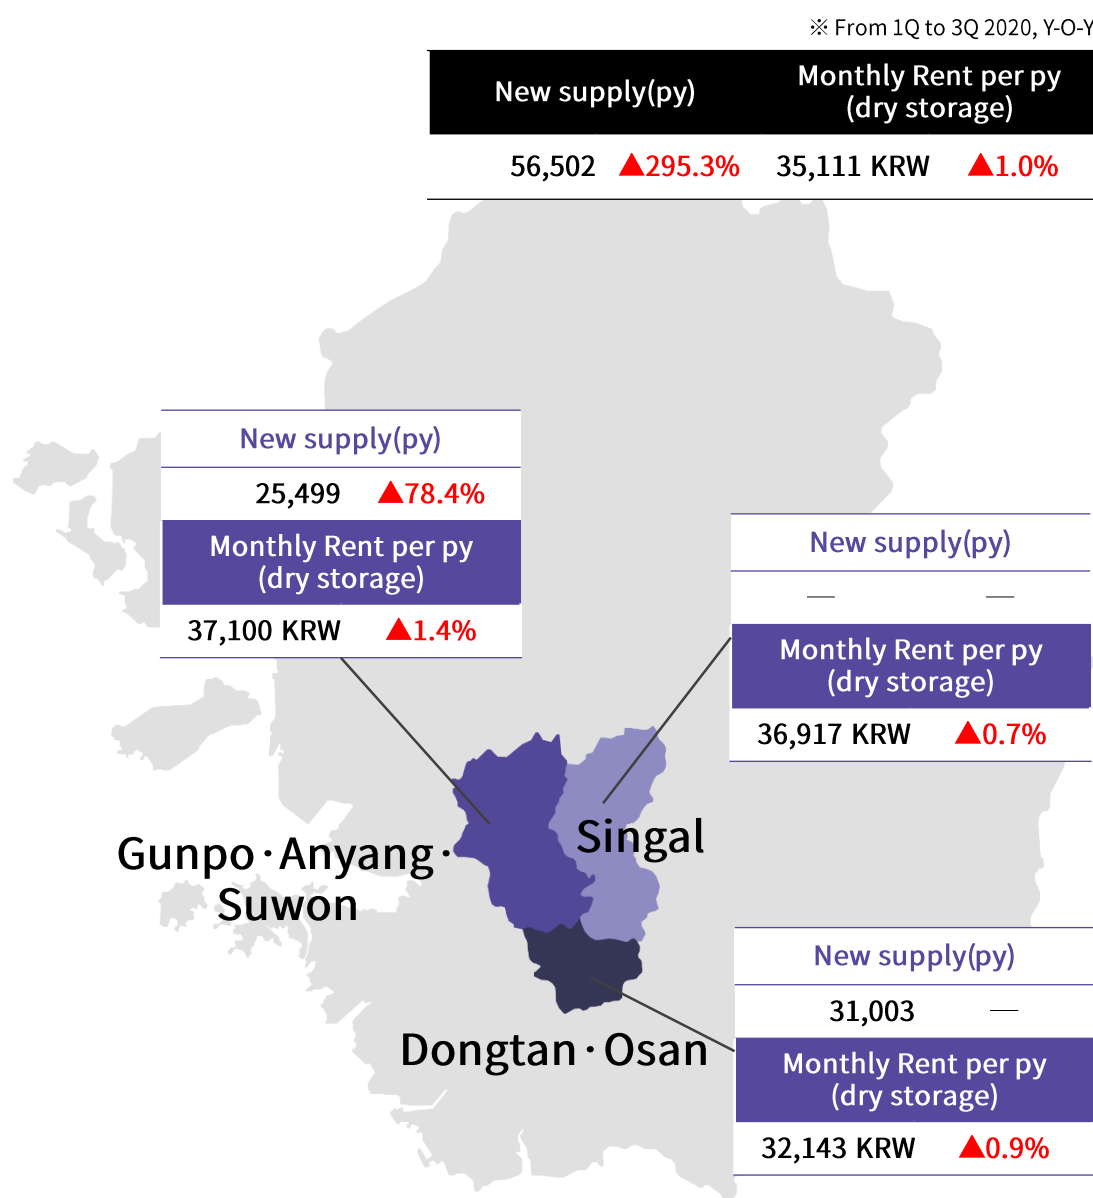 ※ From 1Q to 3Q 2020, Y-O-Y
New supply(py)
Monthly Rent per py
(dry storage)
56,502 ▲295.3% 35,111 KRW ▲1.0%
New supply(py)
25,499 ▲78.4%
Monthly Rent per py
(dry storage)
37,100 KRW ▲1.4%
New supply(py)
— —
Monthly Rent per py
(dry storage)
36,917 KRW ▲0.7%
Singal
Gunpo·Anyang·
Suwon
New supply(py)
31,003 —
Dongtan·Osan
Monthly Rent per py
(dry storage)
32,143 KRW ▲0.9%